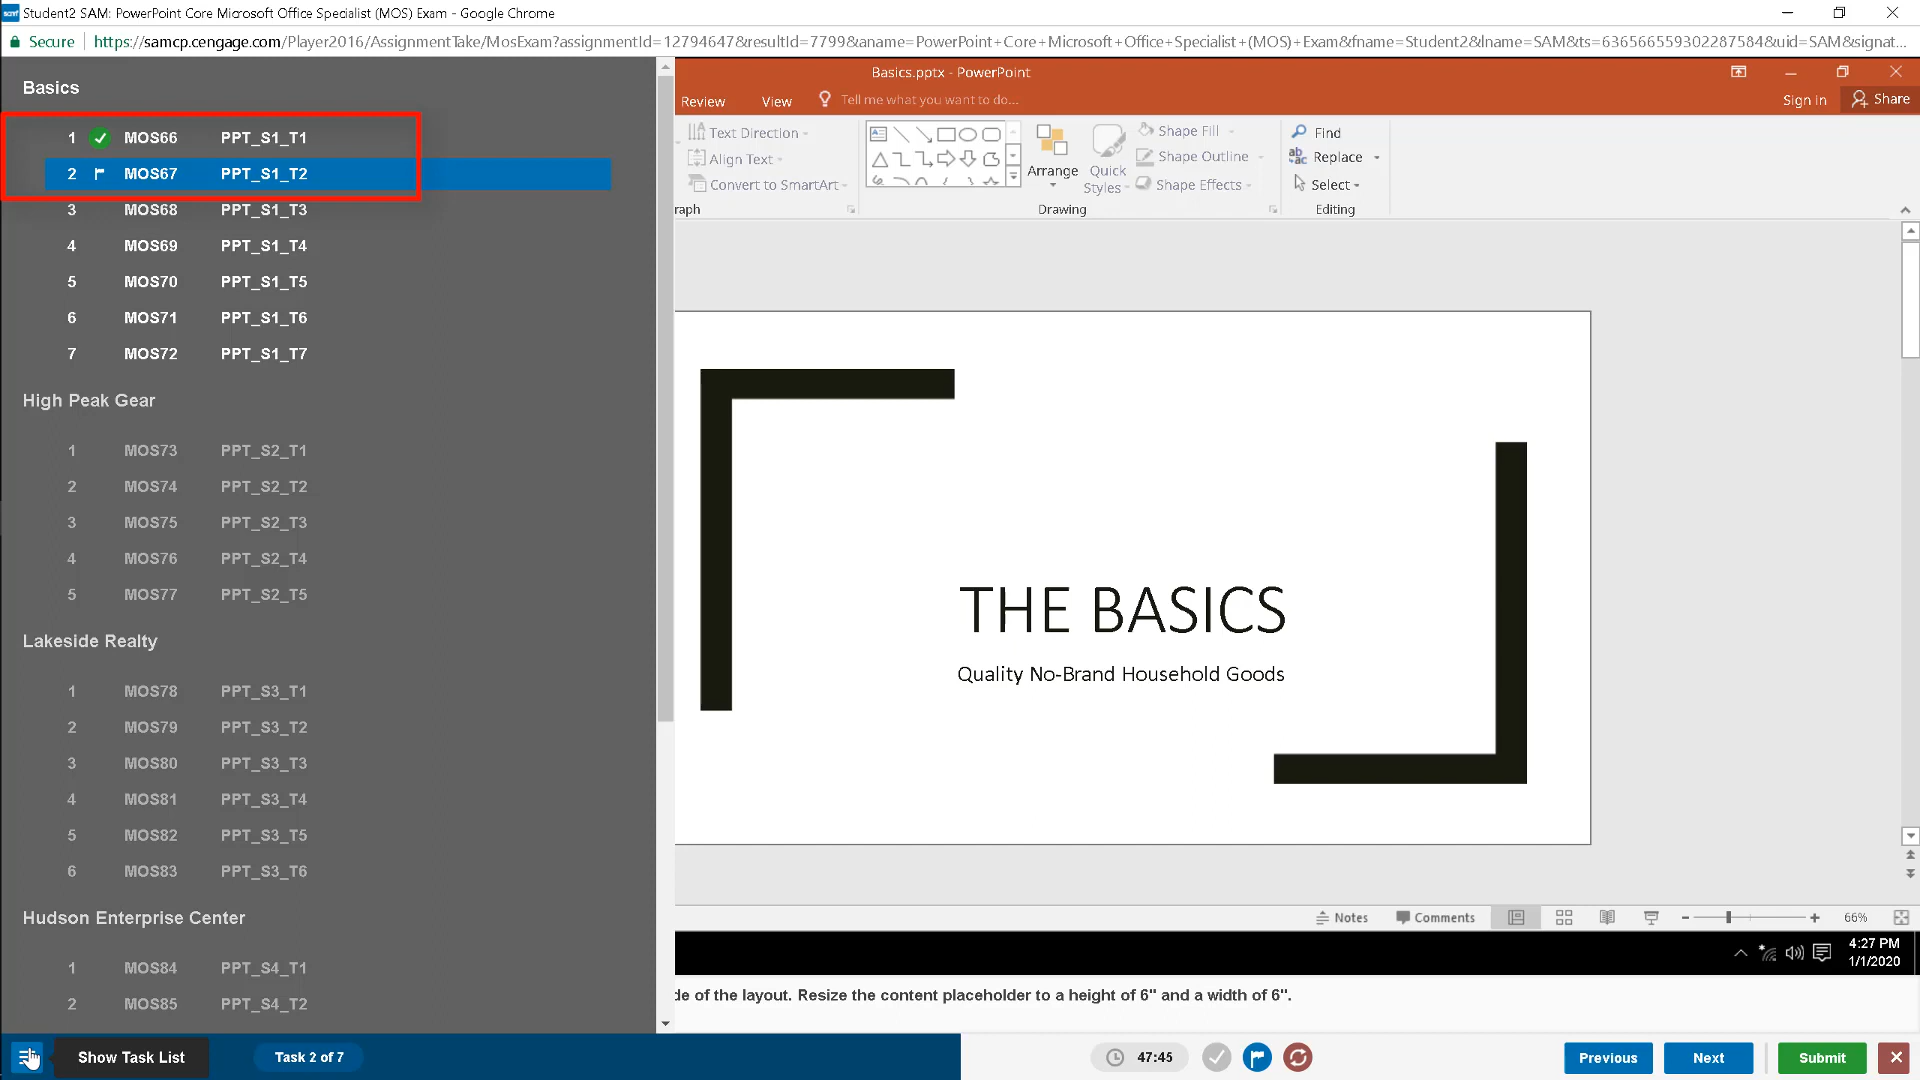 Student2 SAM: PowerPoint Core Microsoft Office Specialist (MOS) Exam - Google Chrome
Secure https://samcp.cengage.com/Player2016/AssignmentTake/MosExam?assignmentId=12794647&resultId=7799&aname=PowerPoint+Core+Microsoft+Office+Specialist+(MOS)+Exam&fname=Student2&lname=SAM&ts=636566559302287584&uid=SAM&signat...
Basics
1 MOS66 PPT_S1_T1
2 MOS67 PPT_S1_T2
3 MOS68 PPT_S1_T3
4 MOS69 PPT_S1_T4
5 MOS70 PPT_S1_T5
6 MOS71 PPT_S1_T6
7 MOS72 PPT_S1_T7
High Peak Gear
1 MOS73 PPT_S2_T1
2 MOS74 PPT_S2_T2
3 MOS75 PPT_S2_T3
4 MOS76 PPT_S2_T4
5 MOS77 PPT_S2_T5
Lakeside Realty
1 MOS78 PPT_S3_T1
2 MOS79 PPT_S3_T2
3 MOS80 PPT_S3_T3
4 MOS81 PPT_S3_T4
5 MOS82 PPT_S3_T5
6 MOS83 PPT_S3_T6
Hudson Enterprise Center
1 MOS84 PPT_S4_T1
2 MOS85 PPT_S4_T2
Basics.pptx - PowerPoint
Review View Tell me what you want to do... Sign in Share
Text Direction
Align Text
Convert to SmartArt
raph
Arrange
Quick Styles
Shape Fill
Shape Outline
Shape Effects
Drawing
Find
Replace
Select
Editing
THE BASICS
Quality No-Brand Household Goods
Notes Comments 66%
4:27 PM
1/1/2020
de of the layout. Resize the content placeholder to a height of 6" and a width of 6".
Show Task List Task 2 of 7 47:45 Previous Next Submit